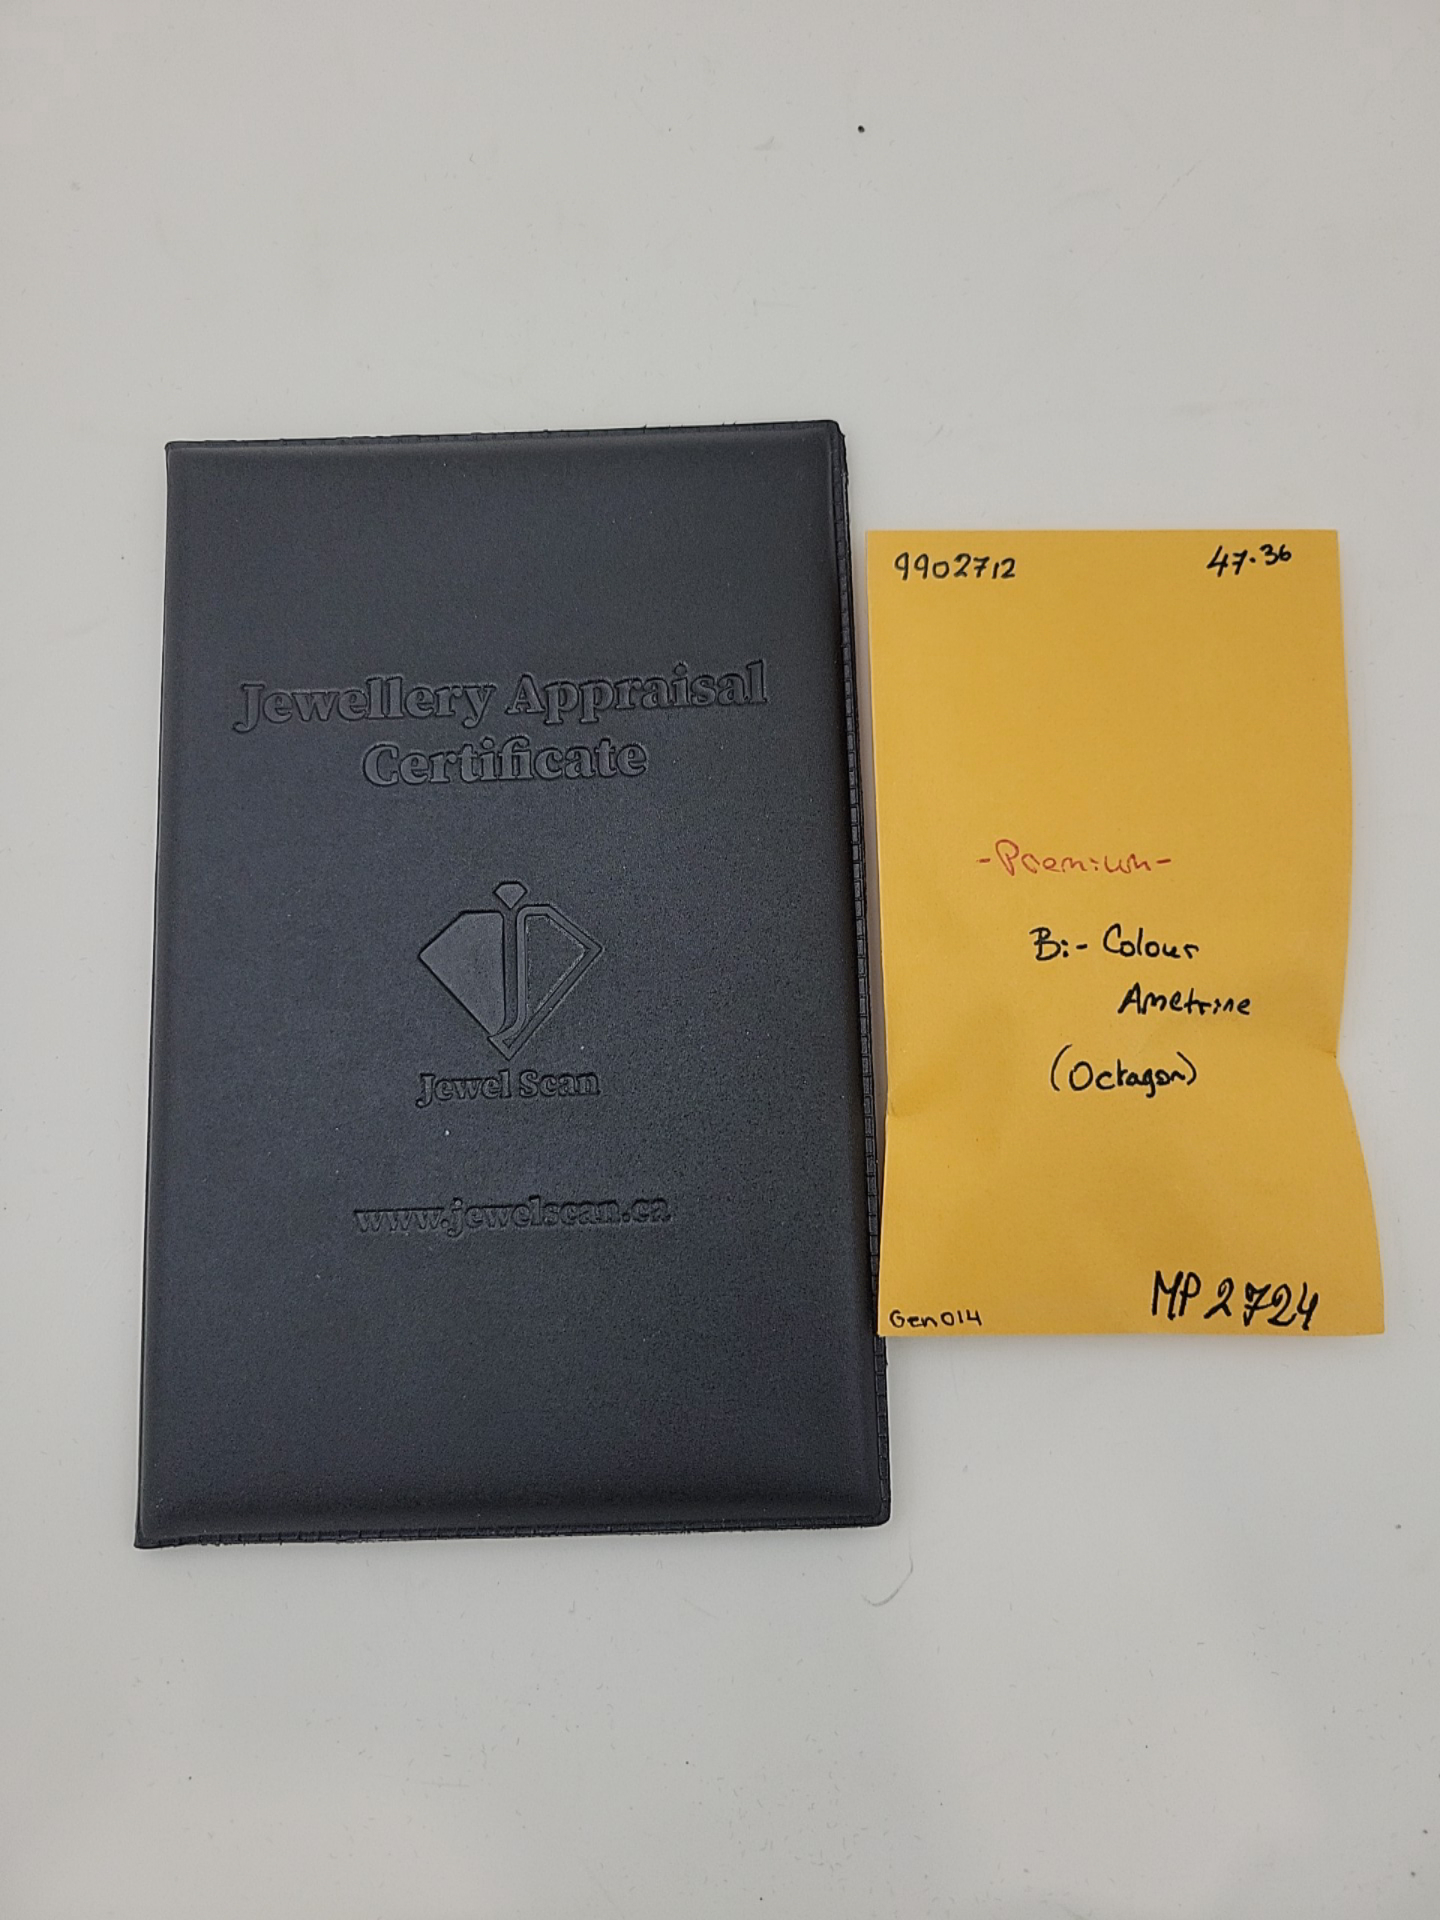 Jewellery Appraisal
Certificate
Jewel Scan
www.jewelscan.ca
9902712
47.36
-Premium-
Bi-Colour
Ametrine
(Octagon)
Gen014
MP2724